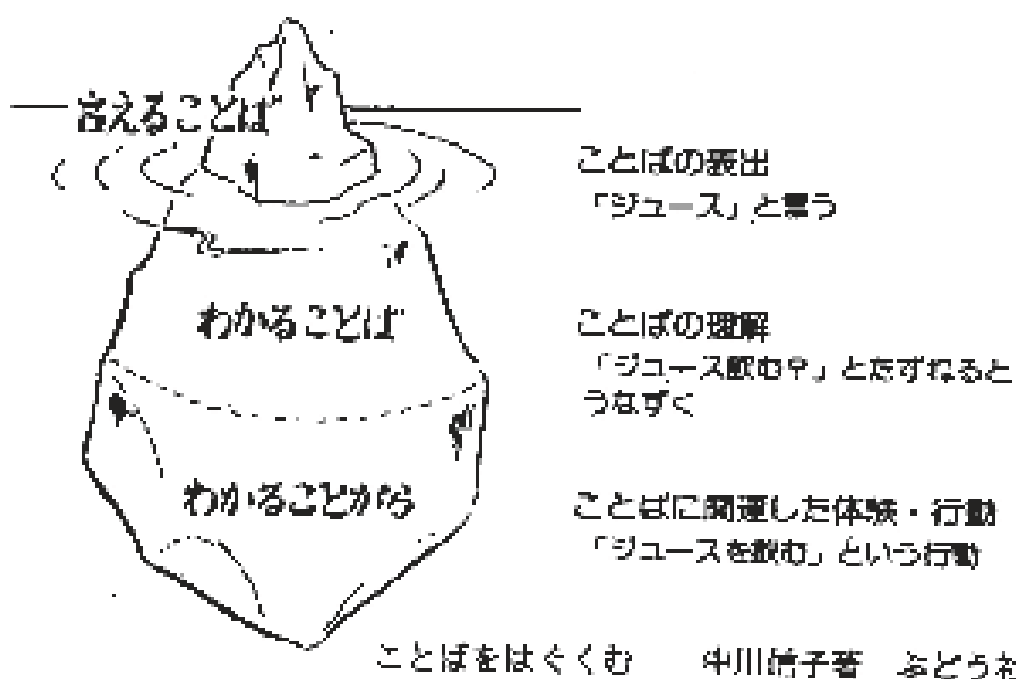 言えることば
ことばの表出
「ジュース」と言う
わかることば
ことばの理解
「ジュース飲む?」とたずねると
うなずく
わかることがら
ことばに関連した体験・行動
「ジュースを飲む」という行動
ことばをはぐくむ 中川信子著 ぶどう社